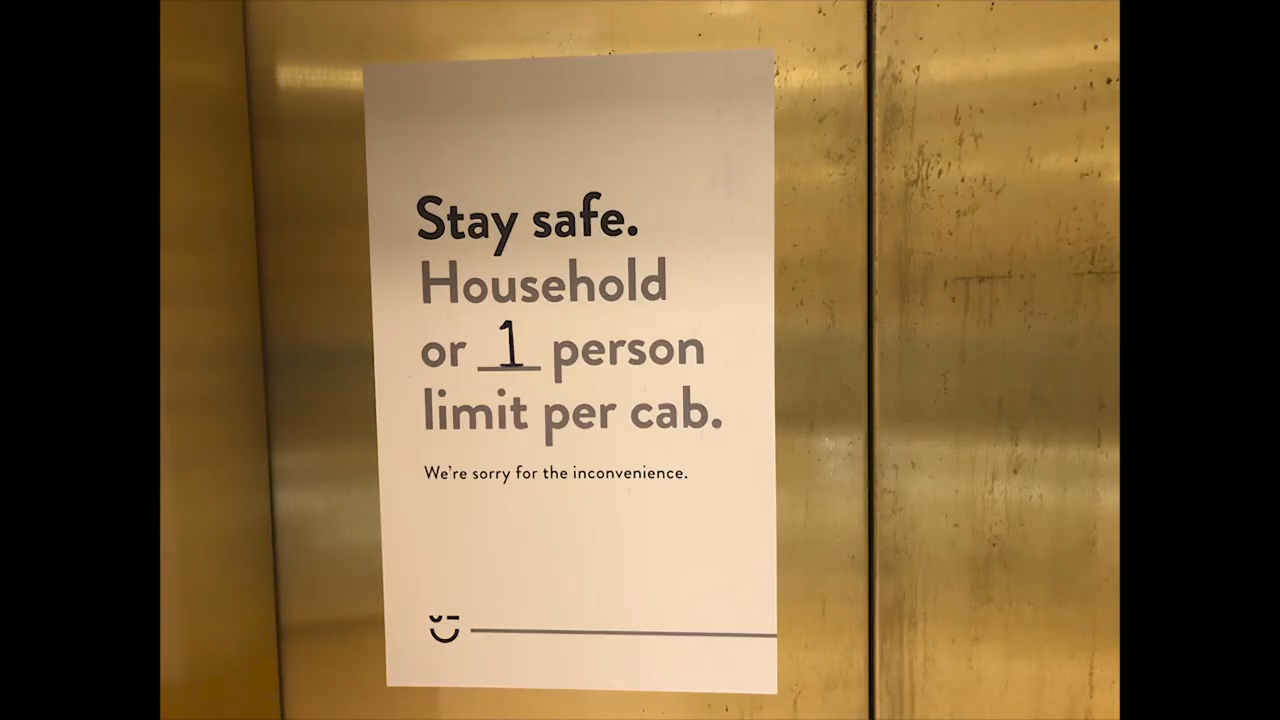 Stay safe.
Household
or 1 person
limit per cab.
We're sorry for the inconvenience.